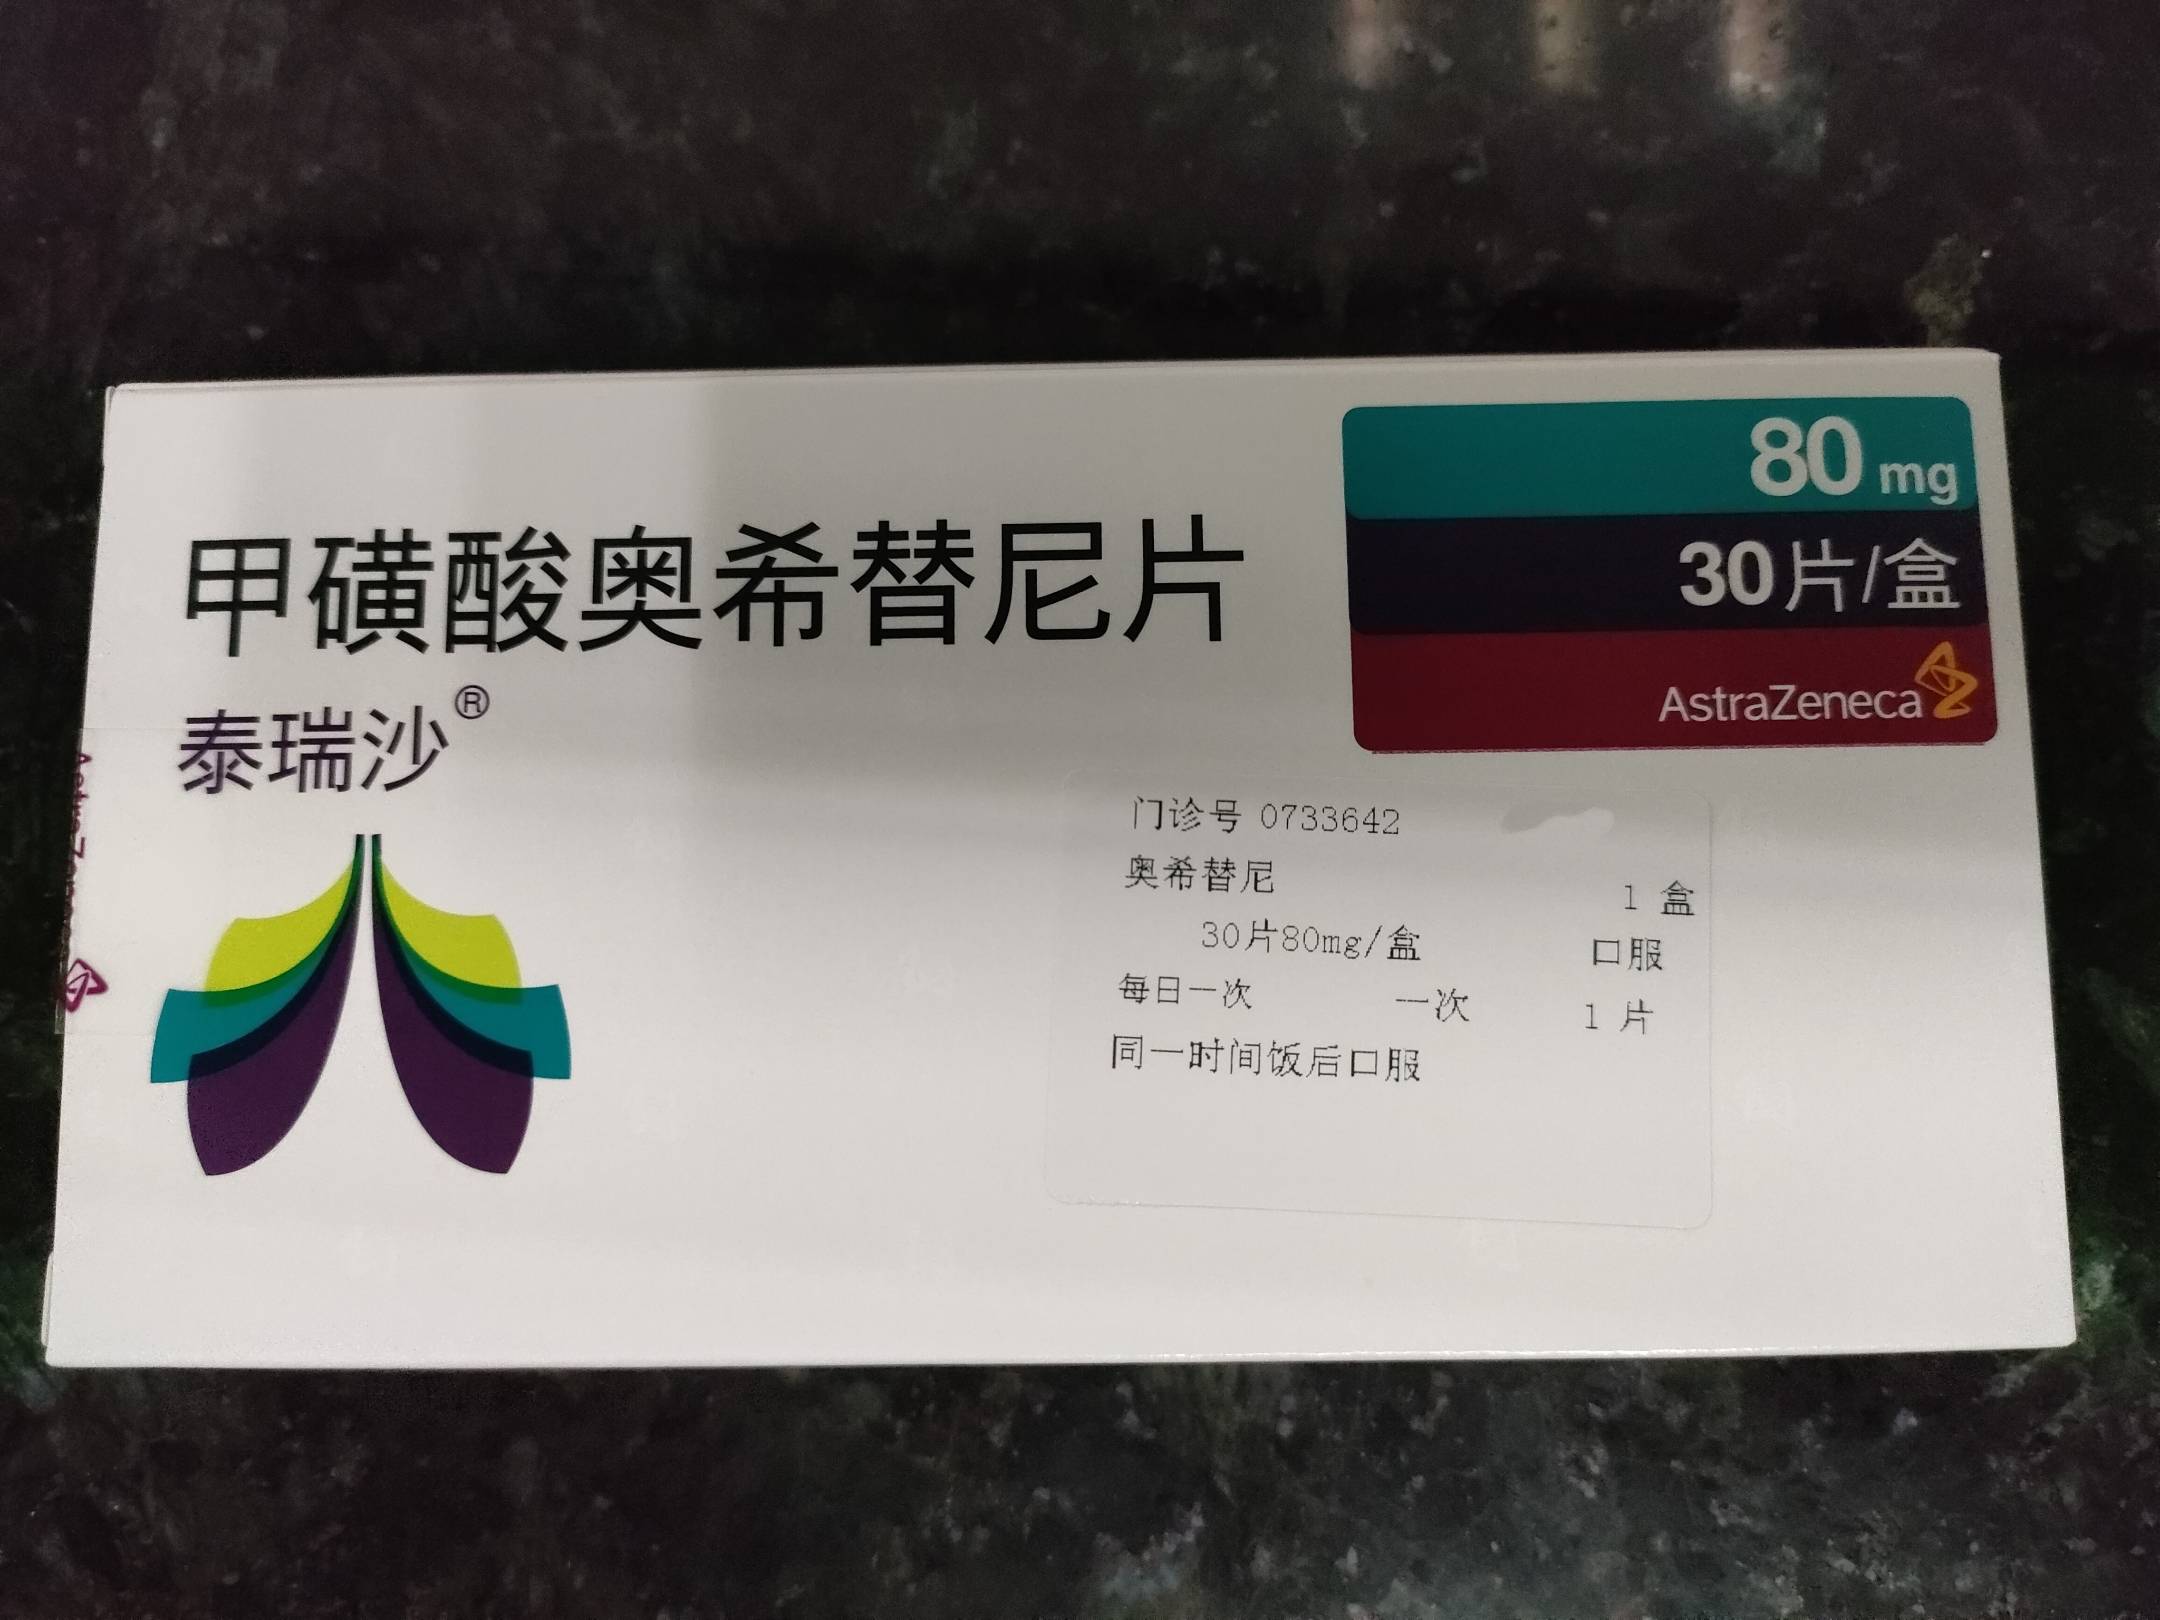 80 mg
30片/盒
AstraZeneca
甲磺酸奥希替尼片
泰瑞沙®
门诊号 0733642
奥希替尼 1 盒
30片80mg/盒 口服
每日一次 一次 1 片
同一时间饭后口服